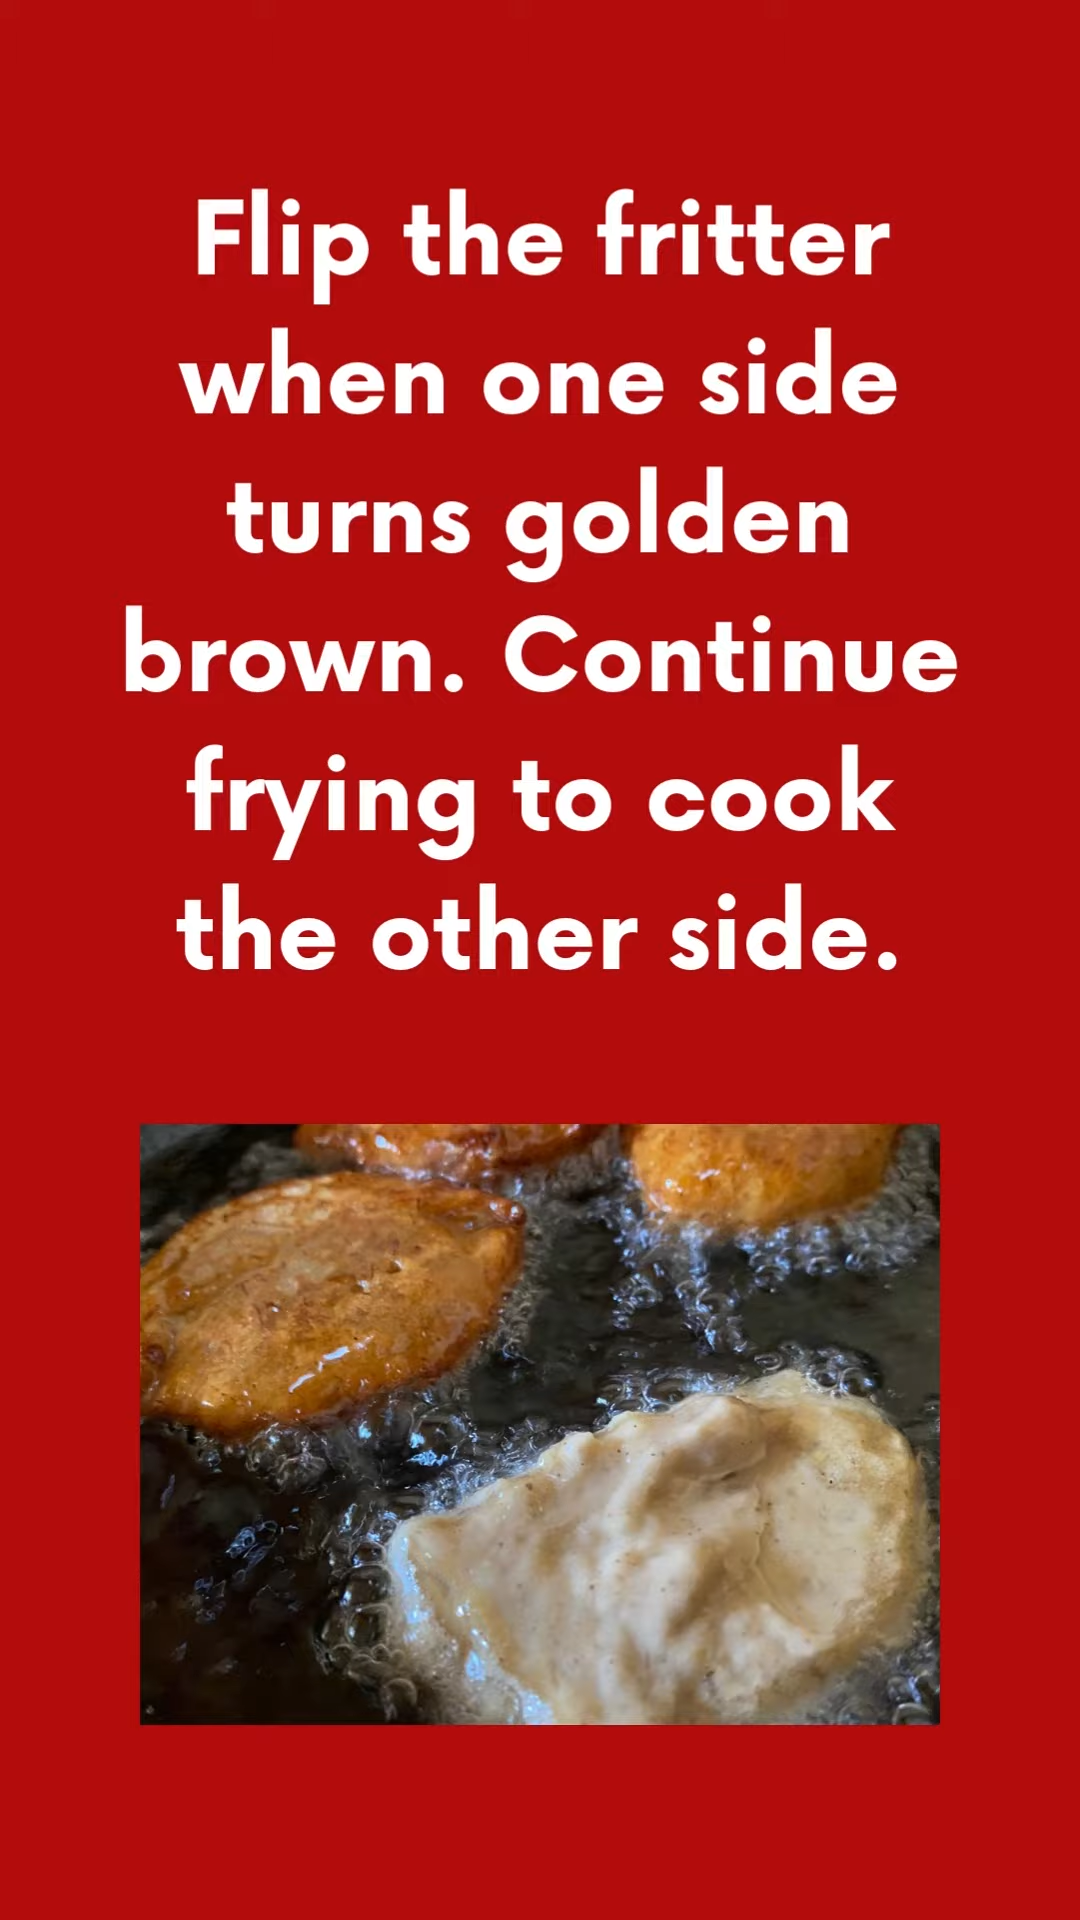 Flip the fritter
when one side
turns golden
brown. Continue
frying to cook
the other side.